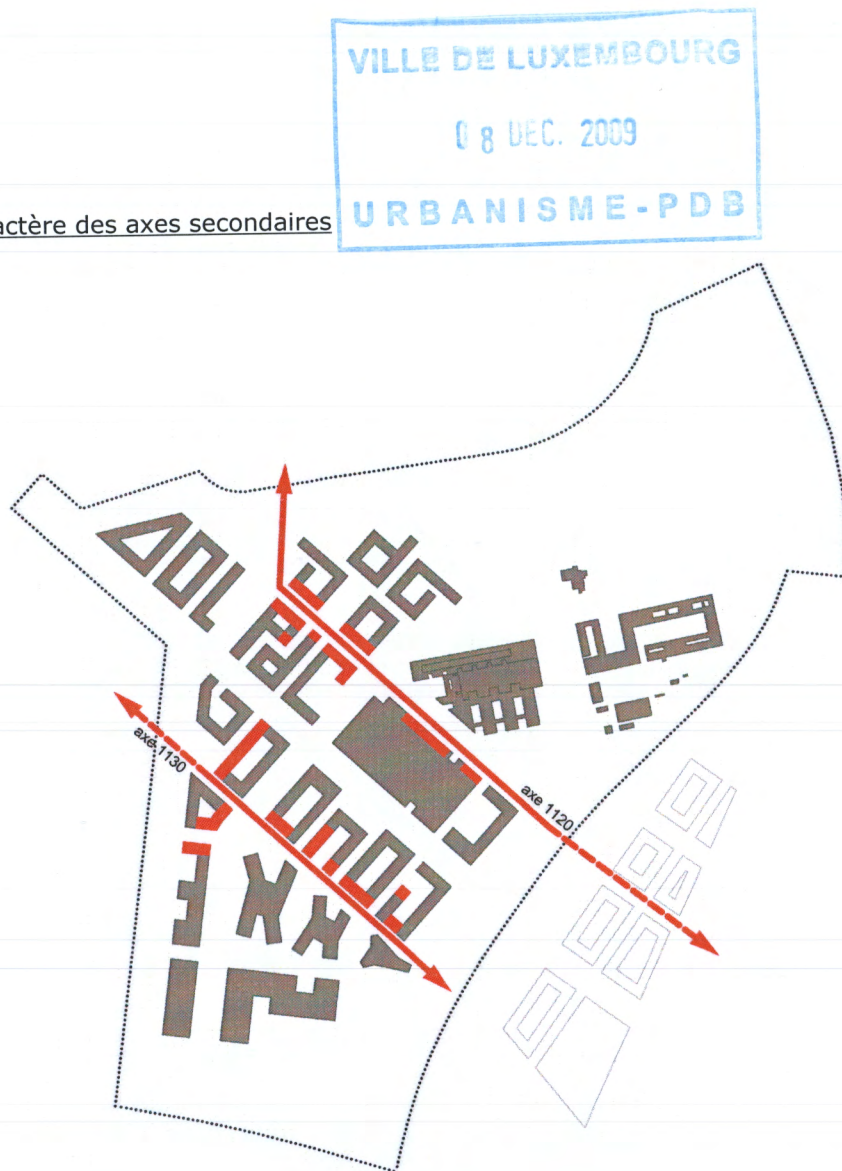 VILLE DE LUXEMBOURG
08 DEC. 2009
URBANISME-PDB
actère des axes secondaires
axe 1130
axe 1120